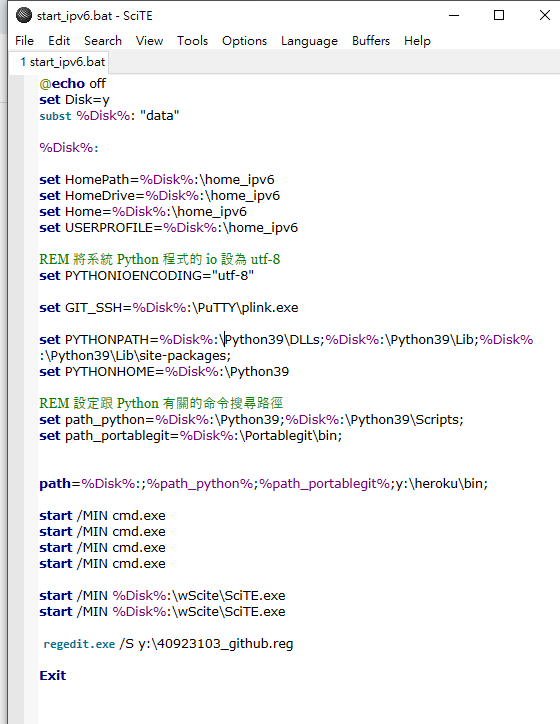 start_ipv6.bat - SciTE
File Edit Search View Tools Options Language Buffers Help
1 start_ipv6.bat
@echo off
set Disk=y
subst %Disk%: "data"
%Disk%:
set HomePath=%Disk%:\home_ipv6
set HomeDrive=%Disk%:\home_ipv6
set Home=%Disk%:\home_ipv6
set USERPROFILE=%Disk%:\home_ipv6
REM 將系統 Python 程式的 io 設為 utf-8
set PYTHONIOENCODING="utf-8"
set GIT_SSH=%Disk%:\PuTTY\plink.exe
set PYTHONPATH=%Disk%:\Python39\DLLs;%Disk%:\Python39\Lib;%Disk%
:\Python39\Lib\site-packages;
set PYTHONHOME=%Disk%:\Python39
REM 設定跟 Python 有關的命令搜尋路徑
set path_python=%Disk%:\Python39;%Disk%:\Python39\Scripts;
set path_portablegit=%Disk%:\Portablegit\bin;
path=%Disk%:;%path_python%;%path_portablegit%;y:\heroku\bin;
start /MIN cmd.exe
start /MIN cmd.exe
start /MIN cmd.exe
start /MIN cmd.exe
start /MIN %Disk%:\wScite\SciTE.exe
start /MIN %Disk%:\wScite\SciTE.exe
regedit.exe /S y:\40923103_github.reg
Exit